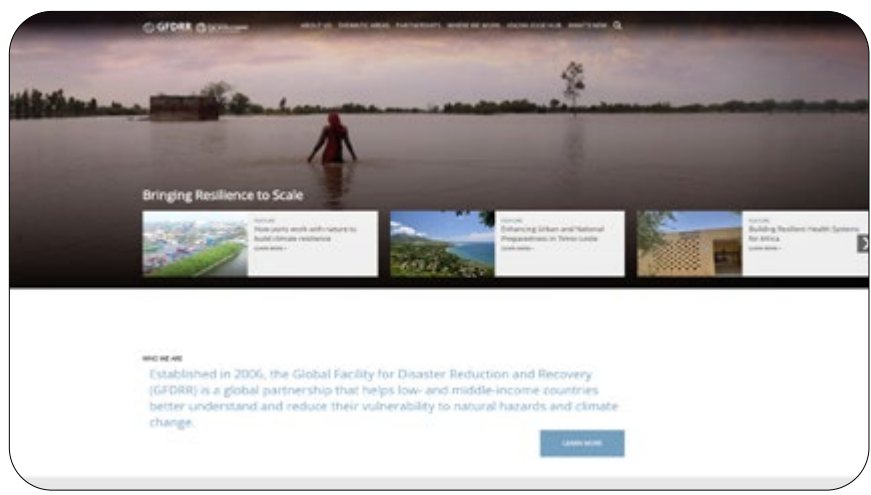 GFDRR
ABOUT US THEMATIC AREAS PARTNERSHIPS WHERE WE WORK KNOWLEDGE HUB WHAT'S NEW
Bringing Resilience to Scale
FEATURE
How ports work with nature to
build climate resilience
LEARN MORE
FEATURE
Enhancing Urban and National
Preparedness in Timor-Leste
LEARN MORE
FEATURE
Building Resilient Health Systems
for Africa
LEARN MORE
WHO WE ARE
Established in 2006, the Global Facility for Disaster Reduction and Recovery
(GFDRR) is a global partnership that helps low- and middle-income countries
better understand and reduce their vulnerability to natural hazards and climate
change.
LEARN MORE